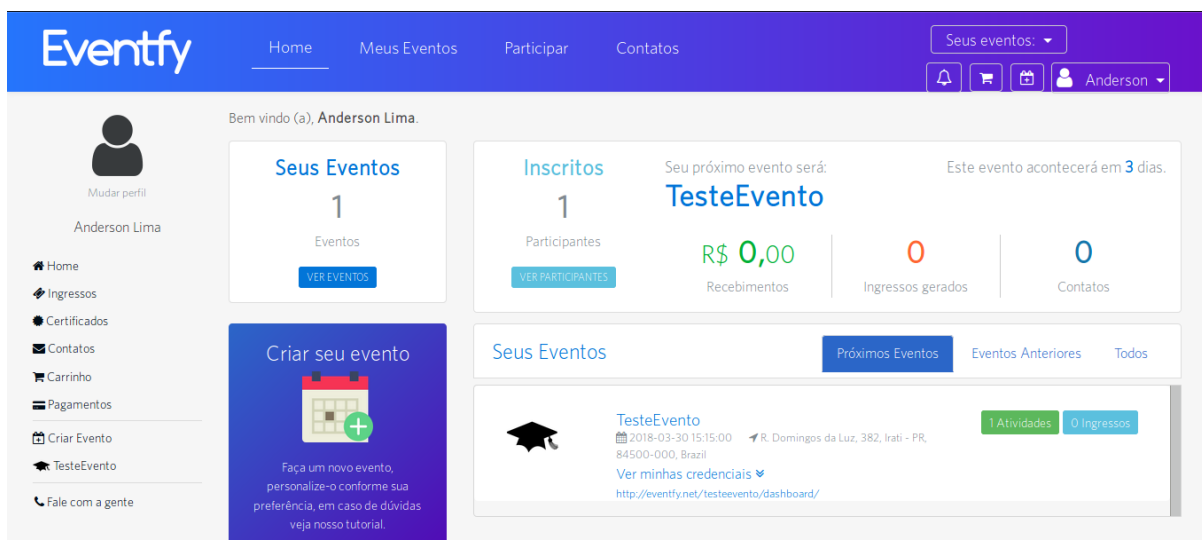 Eventfy
Home
Meus Eventos
Participar
Contatos
Seus eventos:
Anderson
Mudar perfil
Anderson Lima
Home
Ingressos
Certificados
Contatos
Carrinho
Pagamentos
Criar Evento
TesteEvento
Fale com a gente
Bem vindo (a), Anderson Lima.
Seus Eventos
1
Eventos
VER EVENTOS
Inscritos
1
Participantes
VER PARTICIPANTES
Seu próximo evento será:
TesteEvento
Este evento acontecerá em 3 dias.
R$ 0,00
Recebimentos
0
Ingressos gerados
0
Contatos
Criar seu evento
Faça um novo evento,
personalize-o conforme sua
preferência, em caso de dúvidas
veja nosso tutorial.
Seus Eventos
Próximos Eventos
Eventos Anteriores
Todos
TesteEvento
2018-03-30 15:15:00 R. Domingos da Luz, 382, Irati - PR,
84500-000, Brazil
Ver minhas credenciais
http://eventfy.net/testeevento/dashboard/
1 Atividades
0 Ingressos